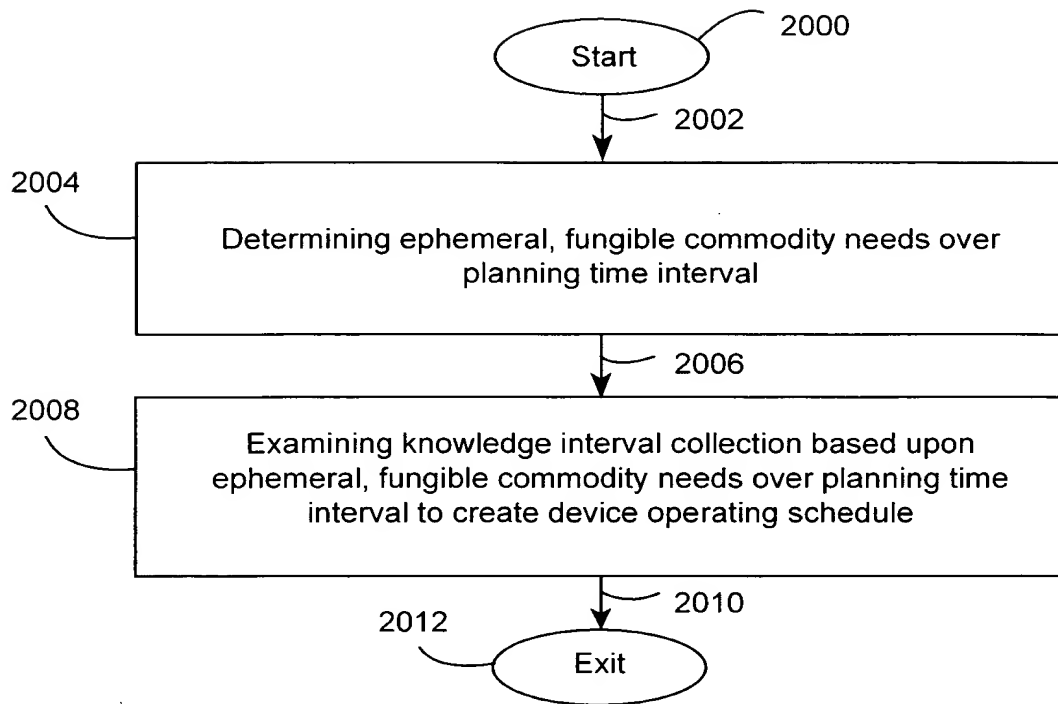 Start
2000
2002
2004
Determining ephemeral, fungible commodity needs over
planning time interval
2006
2008
Examining knowledge interval collection based upon
ephemeral, fungible commodity needs over planning time
interval to create device operating schedule
2010
2012
Exit